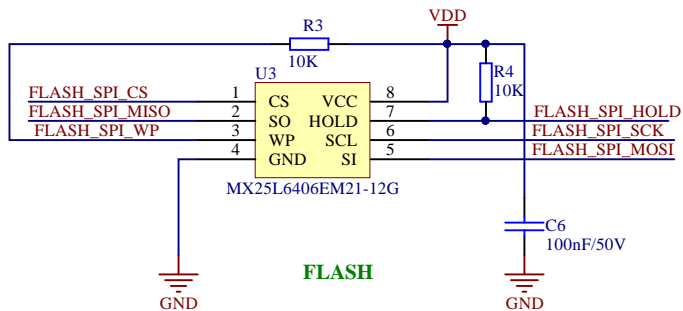 VDD
R3
10K
R4
10K
U3
FLASH_SPI_CS 1 CS VCC 8
FLASH_SPI_MISO 2 SO HOLD 7 FLASH_SPI_HOLD
FLASH_SPI_WP 3 WP SCL 6 FLASH_SPI_SCK
4 GND SI 5 FLASH_SPI_MOSI
MX25L6406EM21-12G
C6
100nF/50V
FLASH
GND
GND